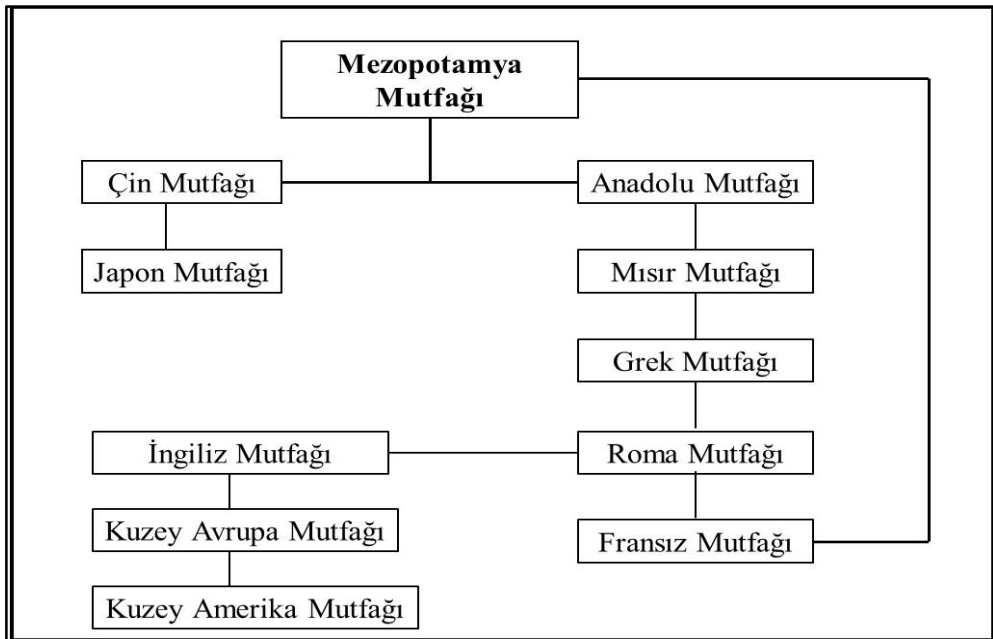 Mezopotamya
Mutfağı
Çin Mutfağı
Anadolu Mutfağı
Japon Mutfağı
Mısır Mutfağı
Grek Mutfağı
İngiliz Mutfağı
Roma Mutfağı
Kuzey Avrupa Mutfağı
Fransız Mutfağı
Kuzey Amerika Mutfağı